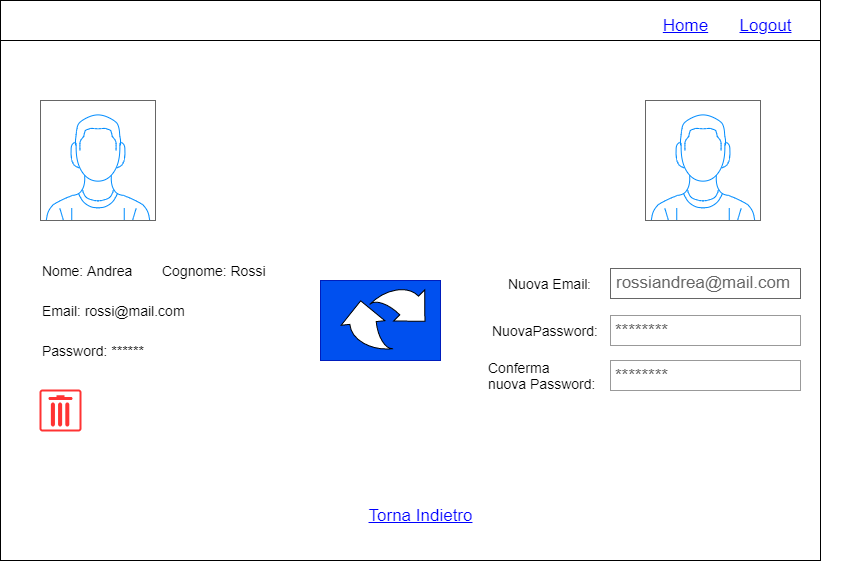 Home Logout
Nome: Andrea Cognome: Rossi
Email: rossi@mail.com
Password: ******
Nuova Email: rossiandrea@mail.com
NuovaPassword: ********
Conferma
nuova Password: ********
Torna Indietro